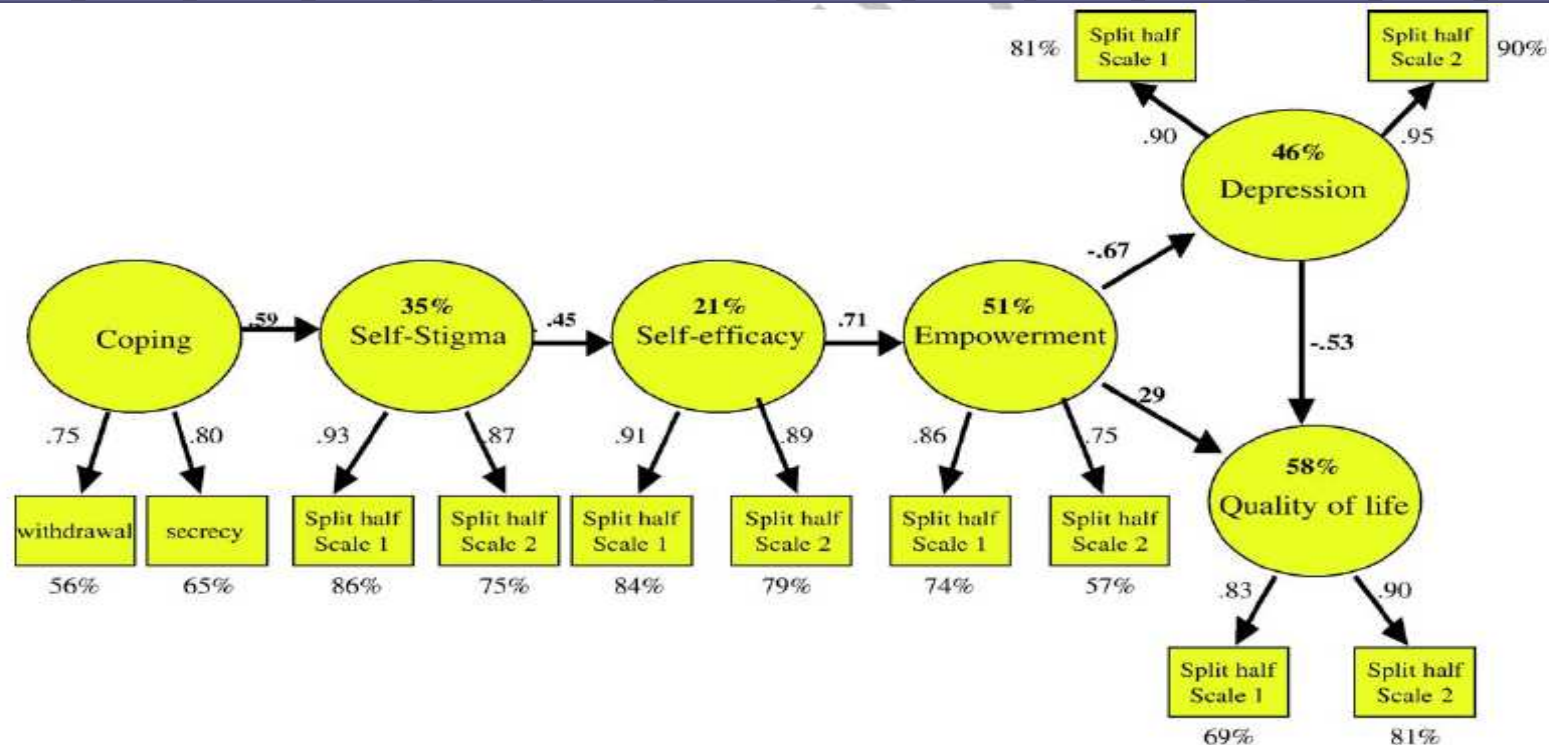 81%
Split half
Scale 1
Split half
Scale 2
90%
.90
.95
46%
Depression
-.67
-.53
Coping
.59
35%
Self-Stigma
. .45
21%
Self-efficacy
.71
51%
Empowerment
.29
58%
Quality of life
.75
.80
.93
.87
.91
.89
.86
.75
withdrawal
secrecy
Split half
Scale 1
Split half
Scale 2
Split half
Scale 1
Split half
Scale 2
Split half
Scale 1
Split half
Scale 2
56%
65%
86%
75%
84%
79%
74%
57%
.83
.90
Split half
Scale 1
Split half
Scale 2
69%
81%